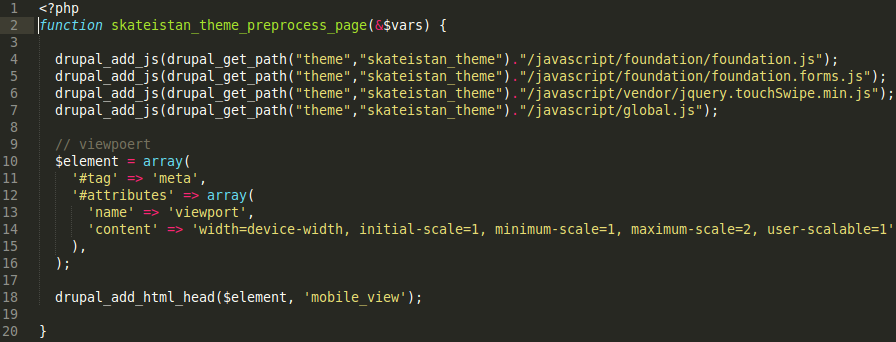 1 <?php
2 function skateistan_theme_preprocess_page(&$vars) {
3
4 drupal_add_js(drupal_get_path("theme","skateistan_theme")."/javascript/foundation/foundation.js");
5 drupal_add_js(drupal_get_path("theme","skateistan_theme")."/javascript/foundation/foundation.forms.js");
6 drupal_add_js(drupal_get_path("theme","skateistan_theme")."/javascript/vendor/jquery.touchSwipe.min.js");
7 drupal_add_js(drupal_get_path("theme","skateistan_theme")."/javascript/global.js");
8
9 // viewpoert
10 $element = array(
11 '#tag' => 'meta',
12 '#attributes' => array(
13 'name' => 'viewport',
14 'content' => 'width=device-width, initial-scale=1, minimum-scale=1, maximum-scale=2, user-scalable=1'
15 ),
16 );
17
18 drupal_add_html_head($element, 'mobile_view');
19
20 }